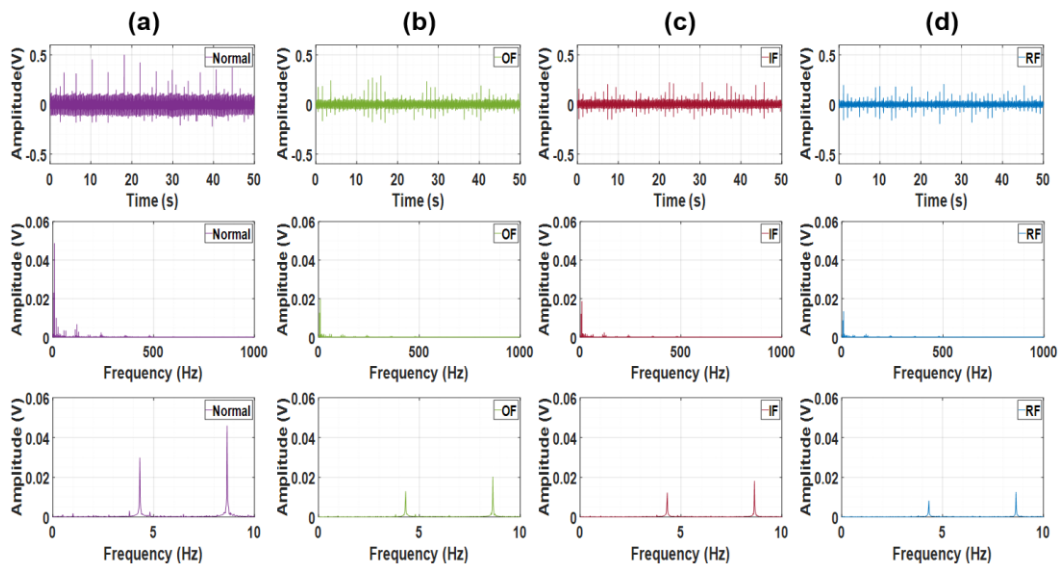 (a) (b) (c) (d)
Amplitude(V)
0.5
0
-0.5
Normal
0 10 20 30 40 50
Time (s)
Amplitude (V)
0.5
0
-0.5
OF
0 10 20 30 40 50
Time (s)
Amplitude (V)
0.5
0
-0.5
IF
0 10 20 30 40 50
Time (s)
Amplitude (V)
0.5
0
-0.5
RF
0 10 20 30 40 50
Time (s)
Amplitude (V)
0.06
0.04
0.02
0
Normal
0 500 1000
Frequency (Hz)
Amplitude (V)
0.06
0.04
0.02
0
OF
0 500 1000
Frequency (Hz)
Amplitude (V)
0.06
0.04
0.02
0
IF
0 500 1000
Frequency (Hz)
Amplitude (V)
0.06
0.04
0.02
0
RF
0 500 1000
Frequency (Hz)
Amplitude (V)
0.06
0.04
0.02
0
Normal
0 5 10
Frequency (Hz)
Amplitude (V)
0.06
0.04
0.02
0
OF
0 5 10
Frequency (Hz)
Amplitude (V)
0.06
0.04
0.02
0
IF
0 5 10
Frequency (Hz)
Amplitude (V)
0.06
0.04
0.02
0
RF
0 5 10
Frequency (Hz)